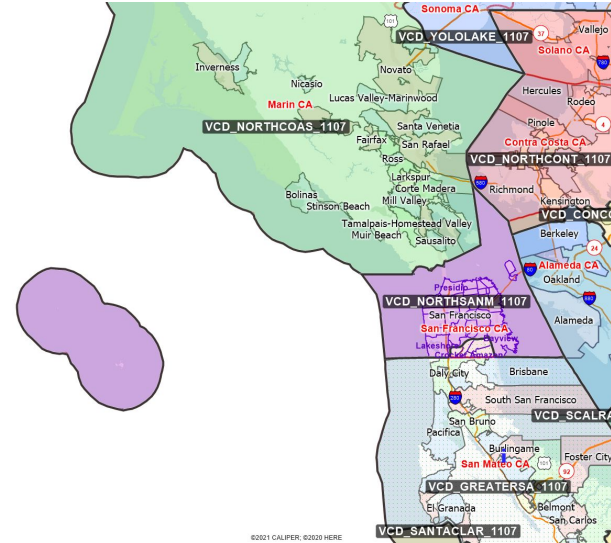 Sonoma CA
101
VCD_YOLOLAKE_1107
37
Vallejo
Solano CA
780
Inverness
Novato
Nicasio
Lucas Valley-Marinwood
Marin CA
Hercules
Rodeo
VCD_NORTHCOAS_1107
Santa Venetia
Pinole
4
Fairfax
San Rafael
Contra Costa CA
Ross
VCD_NORTHCONT_1107
Larkspur
580
Richmond
Bolinas
Corte Madera
Stinson Beach
Mill Valley
Kensington
VCD_CONC
Tamalpais-Homestead Valley
Muir Beach
Sausalito
Berkeley
24
80
Alameda CA
Oakland
Presidio
VCD_NORTHSANM_1107
880
San Francisco
San Francisco CA
Alameda
Lakeshore
Bayview
Crocker Amazon
Daly City
Brisbane
280
South San Francisco
VCD_SCALRA
San Bruno
Pacifica
Burlingame
San Mateo CA
101
92
Foster City
VCD_GREATERSA_1107
El Granada
Belmont
San Carlos
VCD_SANTACLAR_1107
©2021 CALIPER; ©2020 HERE